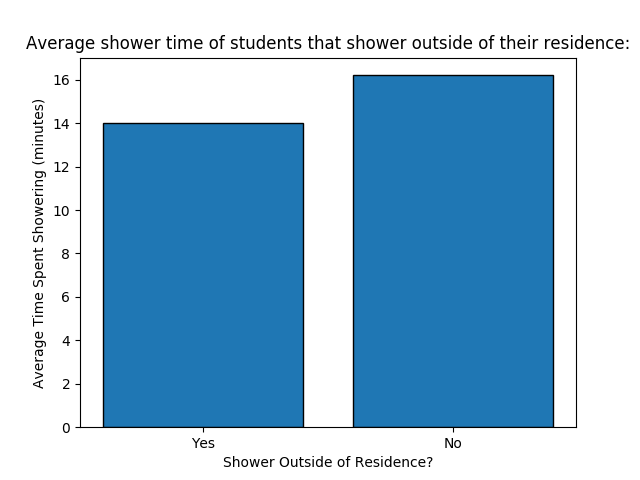 Average shower time of students that shower outside of their residence:
Average Time Spent Showering (minutes)
16
14
12
10
8
6
4
2
0
Yes
No
Shower Outside of Residence?